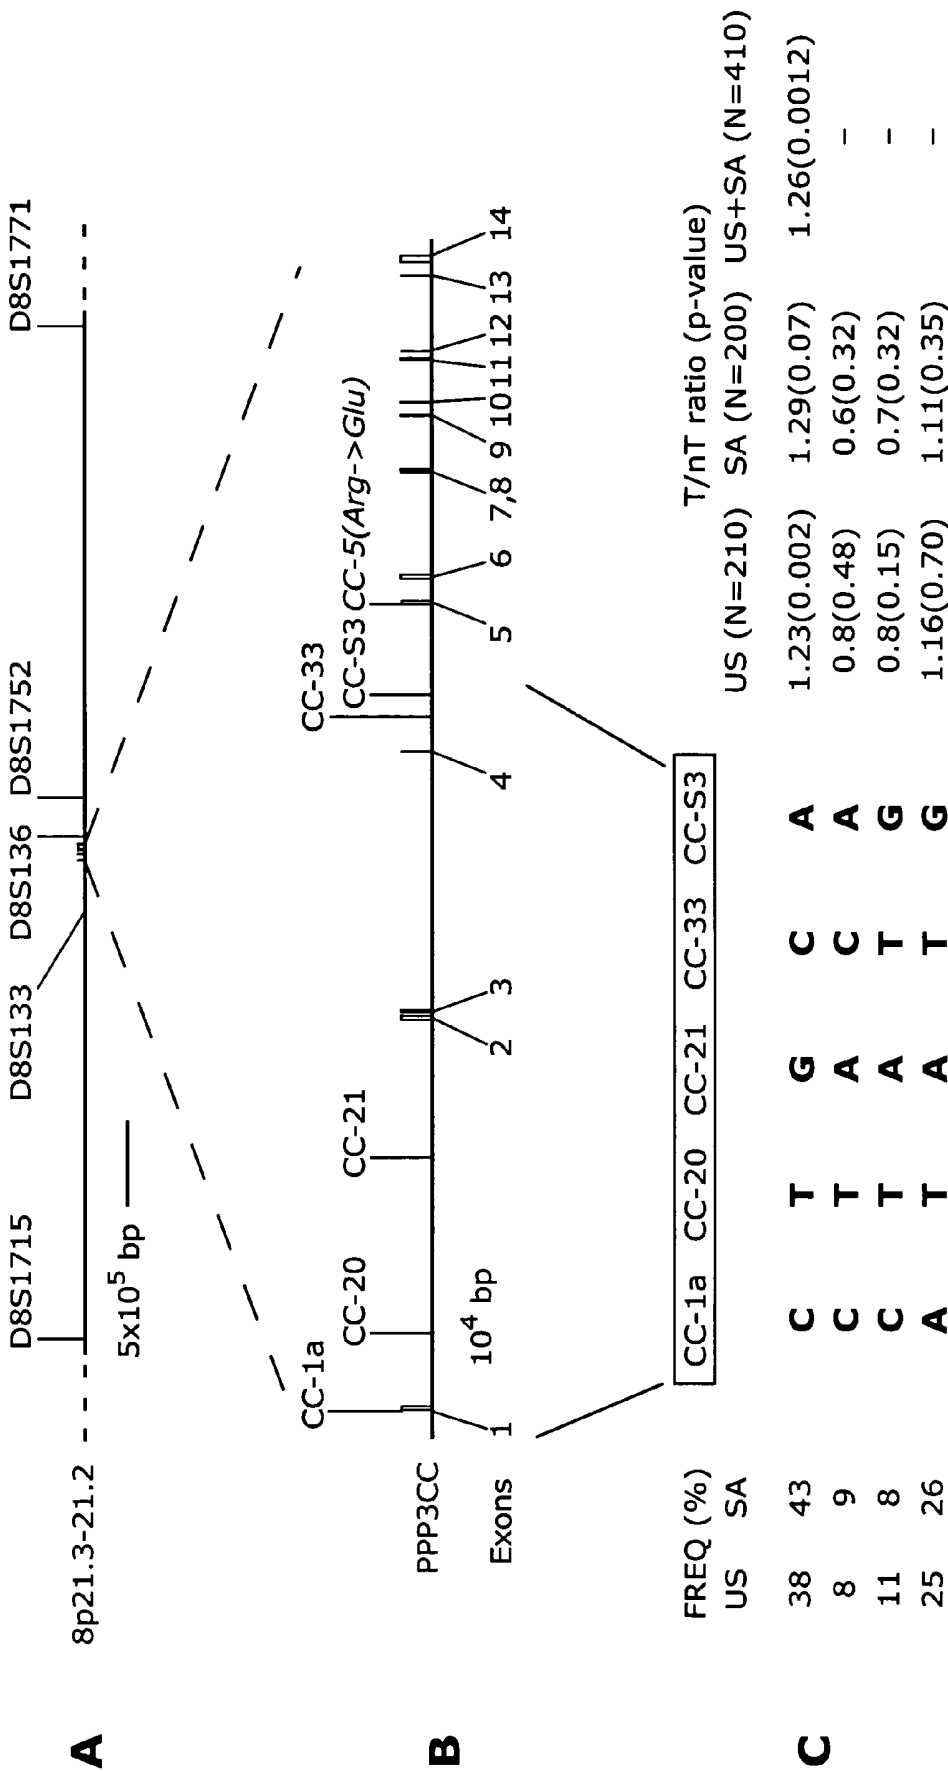 A
D8S1715 D8S133 D8S136 D8S1752 D8S1771
8p21.3-21.2
5x10⁵ bp
B
CC-1a CC-33
CC-20 CC-21 CC-S3 CC-5(Arg->Glu)
PPP3CC
10⁴ bp
Exons 1 2 3 4 5 6 7,8 9 10 11 12 13 14
C
FREQ (%) CC-1a CC-20 CC-21 CC-33 CC-S3 T/nT ratio (p-value)
US SA US (N=210) SA (N=200) US+SA (N=410)
38 43 C T G C A 1.23(0.002) 1.29(0.07) 1.26(0.0012)
8 9 C T A C A 0.8(0.48) 0.6(0.32) –
11 8 C T A T G 0.8(0.15) 0.7(0.32) –
25 26 A T A T G 1.16(0.70) 1.11(0.35) –